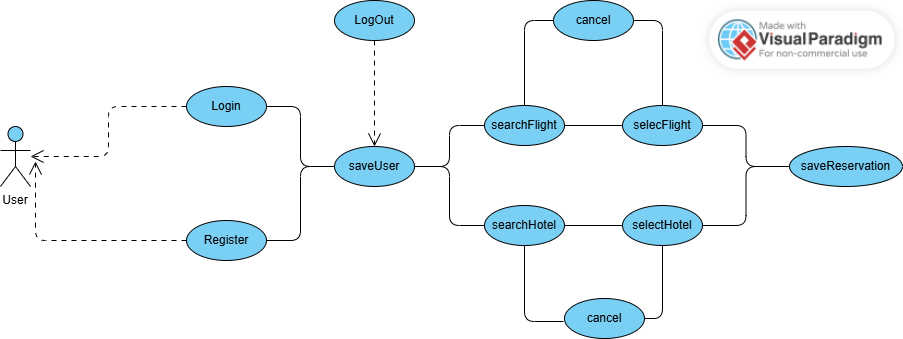 LogOut
cancel
Made with
Visual Paradigm
For non-commercial use
Login
searchFlight
selecFlight
saveUser
saveReservation
User
Register
searchHotel
selectHotel
cancel